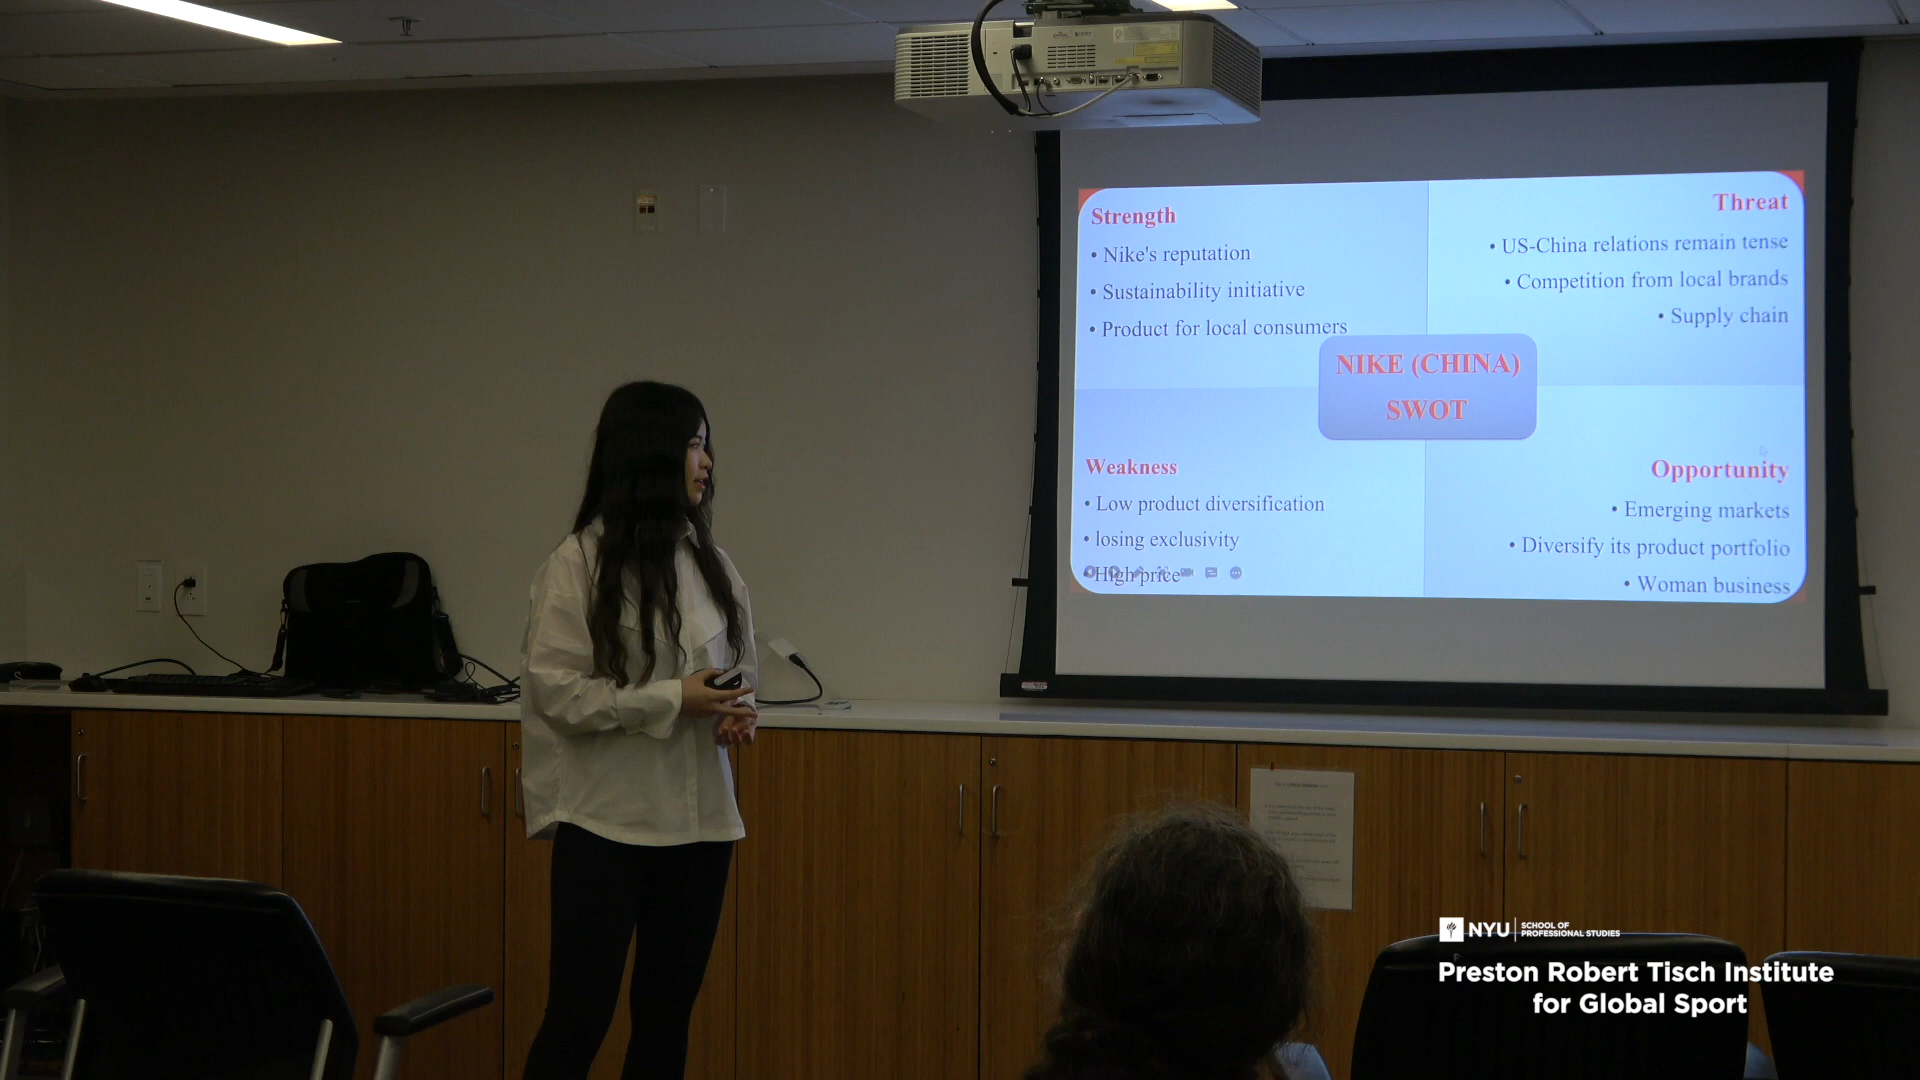 Strength
• Nike's reputation
• Sustainability initiative
• Product for local consumers
Threat
• US-China relations remain tense
• Competition from local brands
• Supply chain
NIKE (CHINA)
SWOT
Weakness
• Low product diversification
• losing exclusivity
• High price
Opportunity
• Emerging markets
• Diversify its product portfolio
• Woman business
NYU
SCHOOL OF
PROFESSIONAL STUDIES
Preston Robert Tisch Institute
for Global Sport